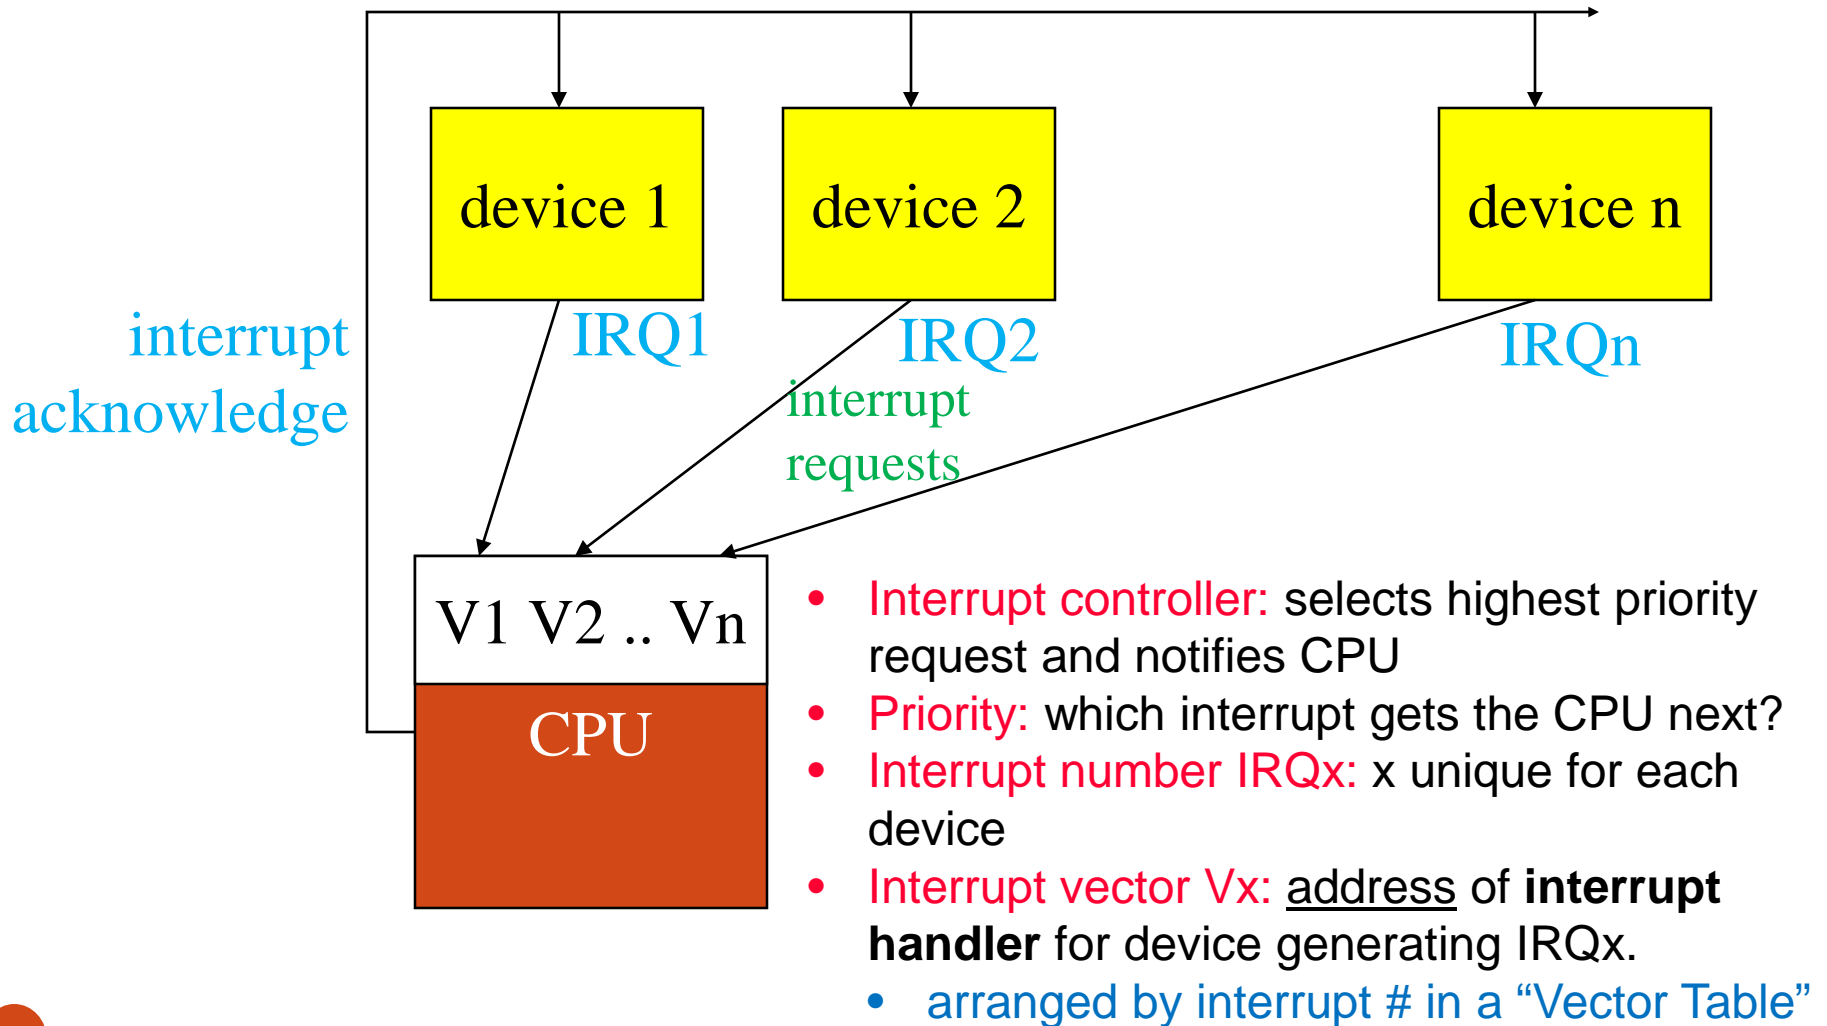 device 1
device 2
device n
interrupt
acknowledge
IRQ1
IRQ2
IRQn
interrupt
requests
V1 V2 .. Vn
CPU
• Interrupt controller: selects highest priority
request and notifies CPU
• Priority: which interrupt gets the CPU next?
• Interrupt number IRQx: x unique for each
device
• Interrupt vector Vx: address of interrupt
handler for device generating IRQx.
• arranged by interrupt # in a “Vector Table”